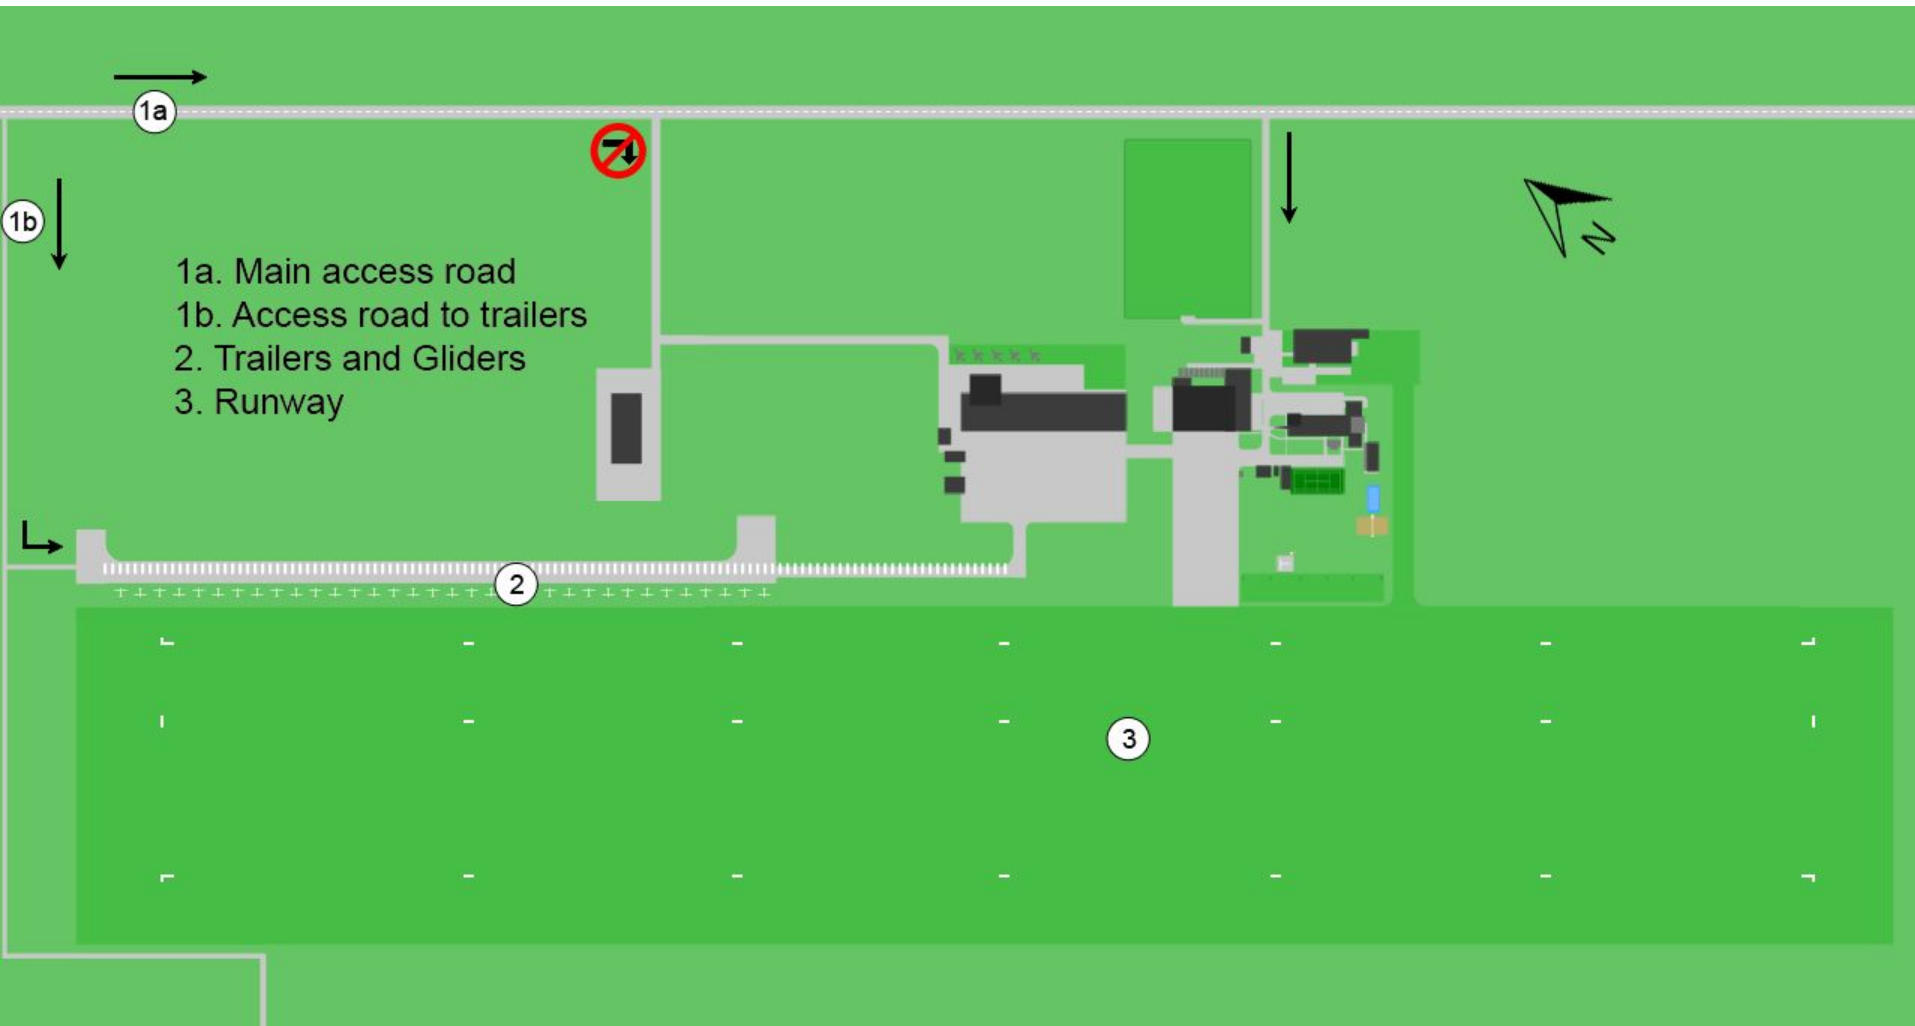 1a
1b
1a. Main access road
1b. Access road to trailers
2. Trailers and Gliders
3. Runway
N
2
3